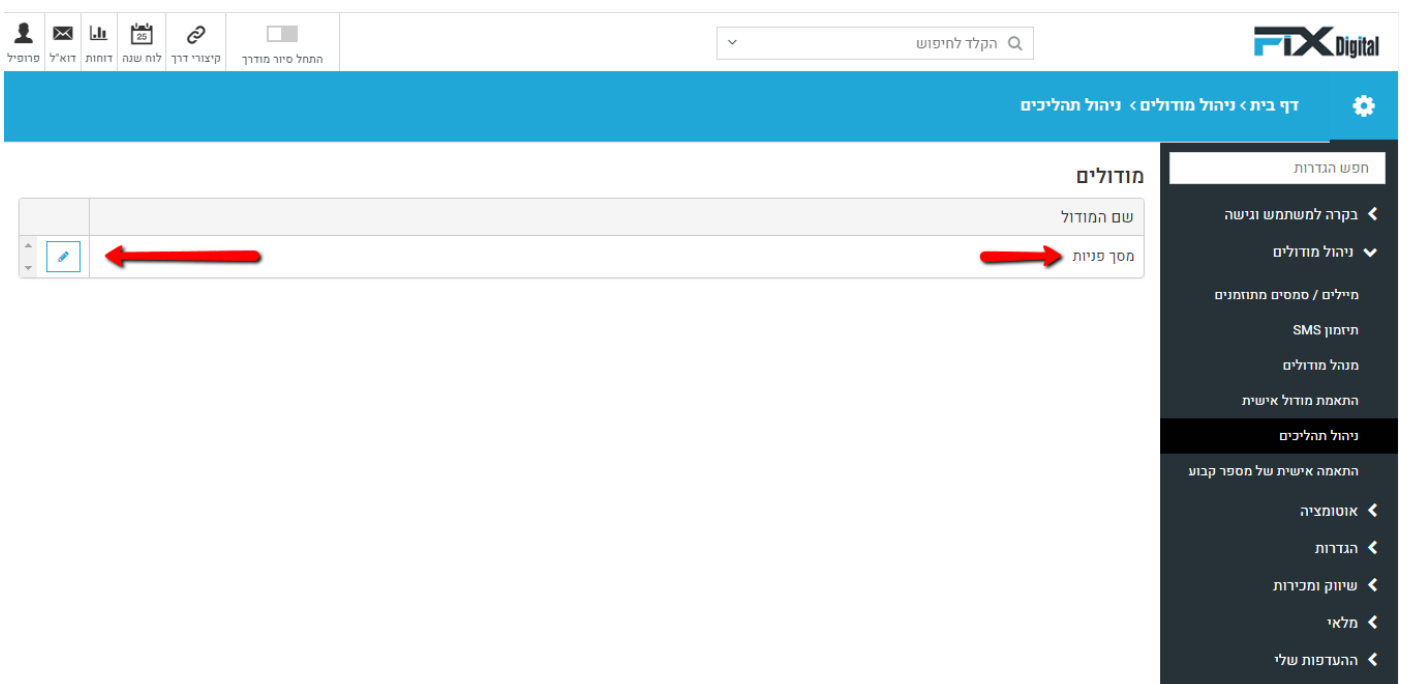 FIX Digital
הקלד לחיפוש
התחל סיור מודרך
קיצורי דרך
25
לוח שנה
דוחות
דוא"ל
פרופיל
דף בית > ניהול מודולים > ניהול תהליכים
חפש הגדרות
בקרה למשתמש וגישה
ניהול מודולים
מיילים / סמסים מתוזמנים
תיזמון SMS
מנהל מודולים
התאמת מודול אישית
ניהול תהליכים
התאמה אישית של מספר קבוע
אוטומציה
הגדרות
שיווק ומכירות
מלאי
ההעדפות שלי
מודולים
שם המודול
מסך פניות